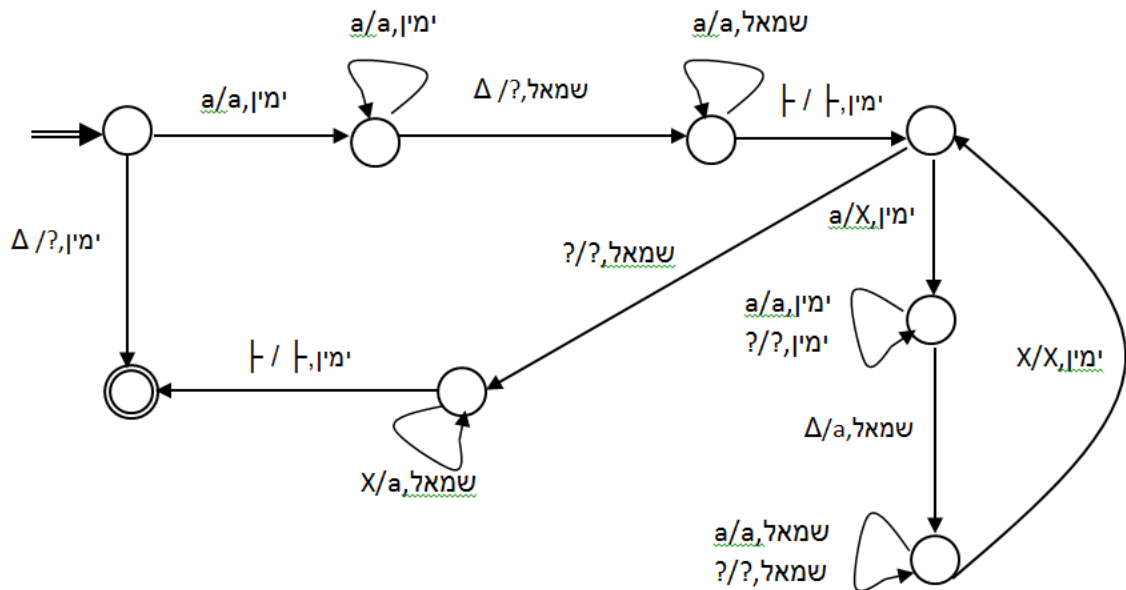 a/a,ימין
a/a,שמאל
a/a,ימין
Δ /?,שמאל
├ / ├,ימין
Δ /?,ימין
?/?,שמאל
a/X,ימין
a/a,ימין
?/?,ימין
├ / ├,ימין
X/X,ימין
Δ/a,שמאל
X/a,שמאל
a/a,שמאל
?/?,שמאל